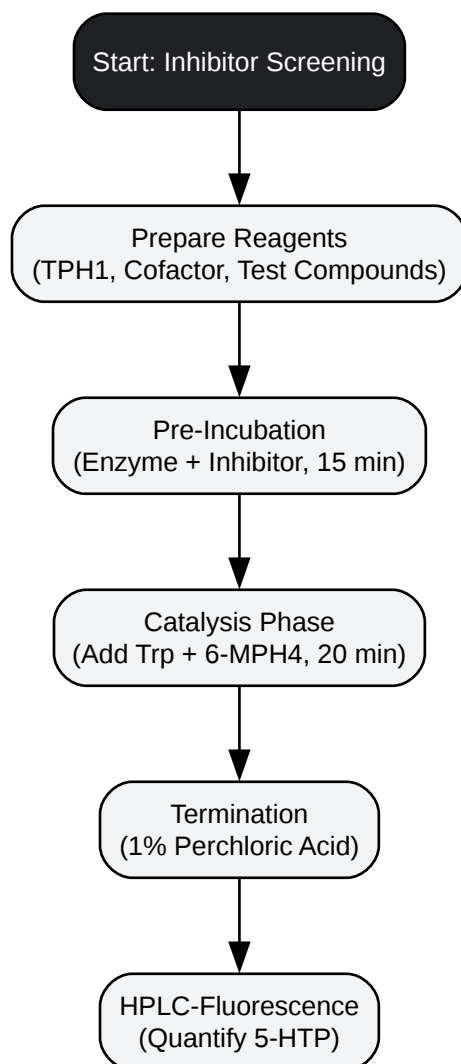 Start: Inhibitor Screening
Prepare Reagents
(TPH1, Cofactor, Test Compounds)
Pre-Incubation
(Enzyme + Inhibitor, 15 min)
Catalysis Phase
(Add Trp + 6-MPH4, 20 min)
Termination
(1% Perchloric Acid)
HPLC-Fluorescence
(Quantify 5-HTP)